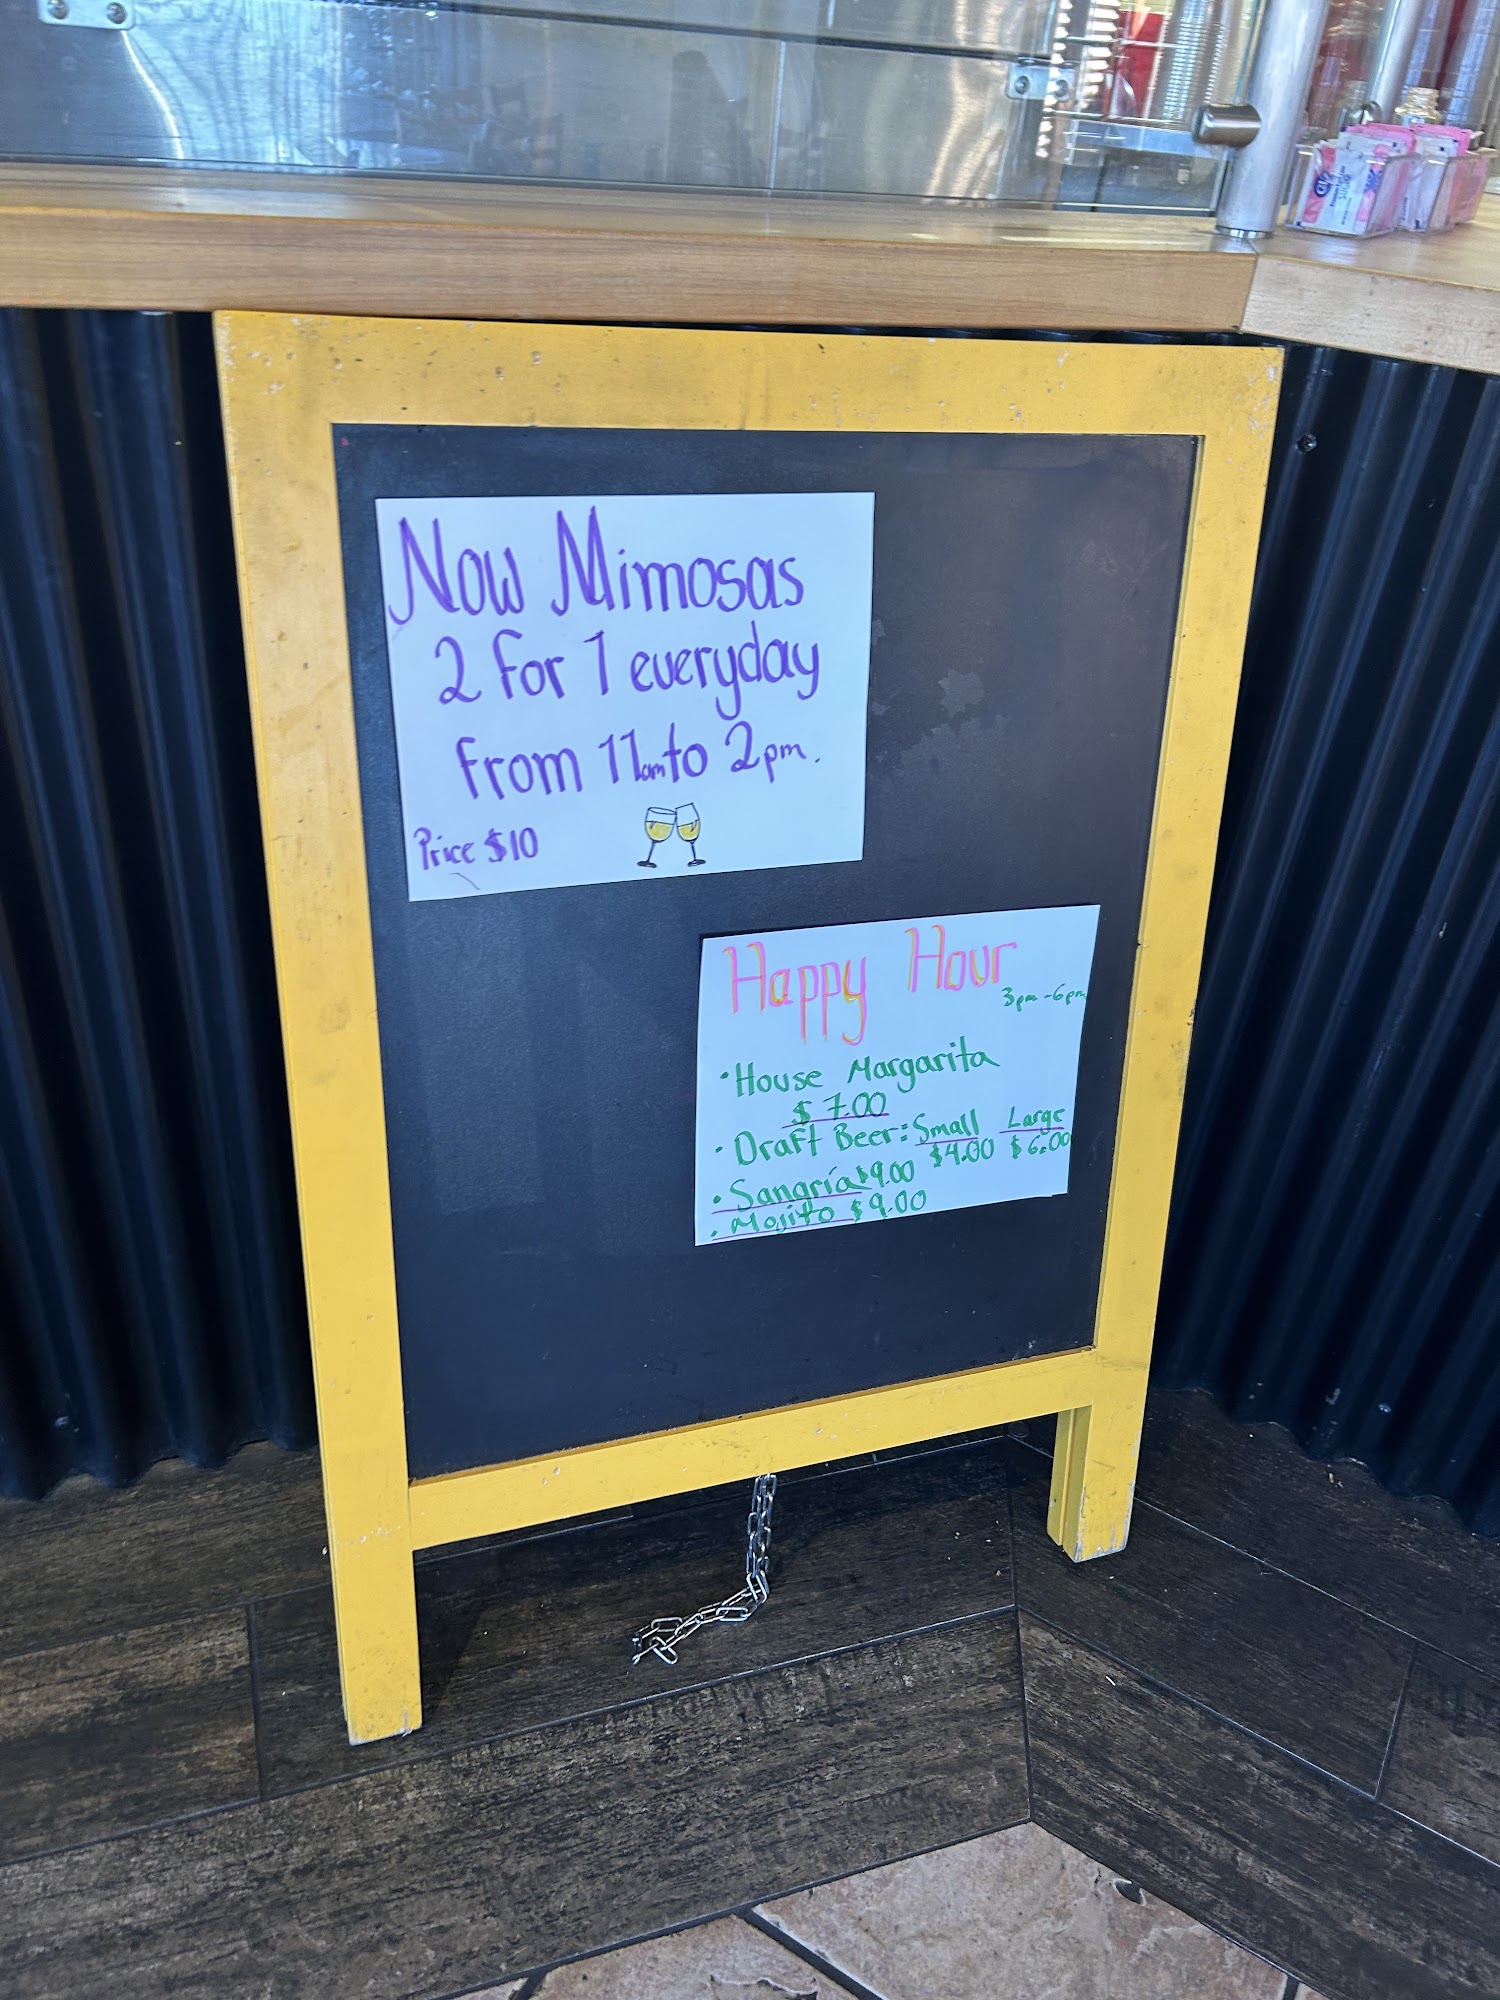 Now Mimosas
2 for 1 everyday
from 11am to 2pm.
Price $10
Happy Hour
3pm-6pm
• House Margarita
$7.00
• Draft Beer: Small Large
$4.00 $6.00
• Sangría $9.00
• Mojito $9.00